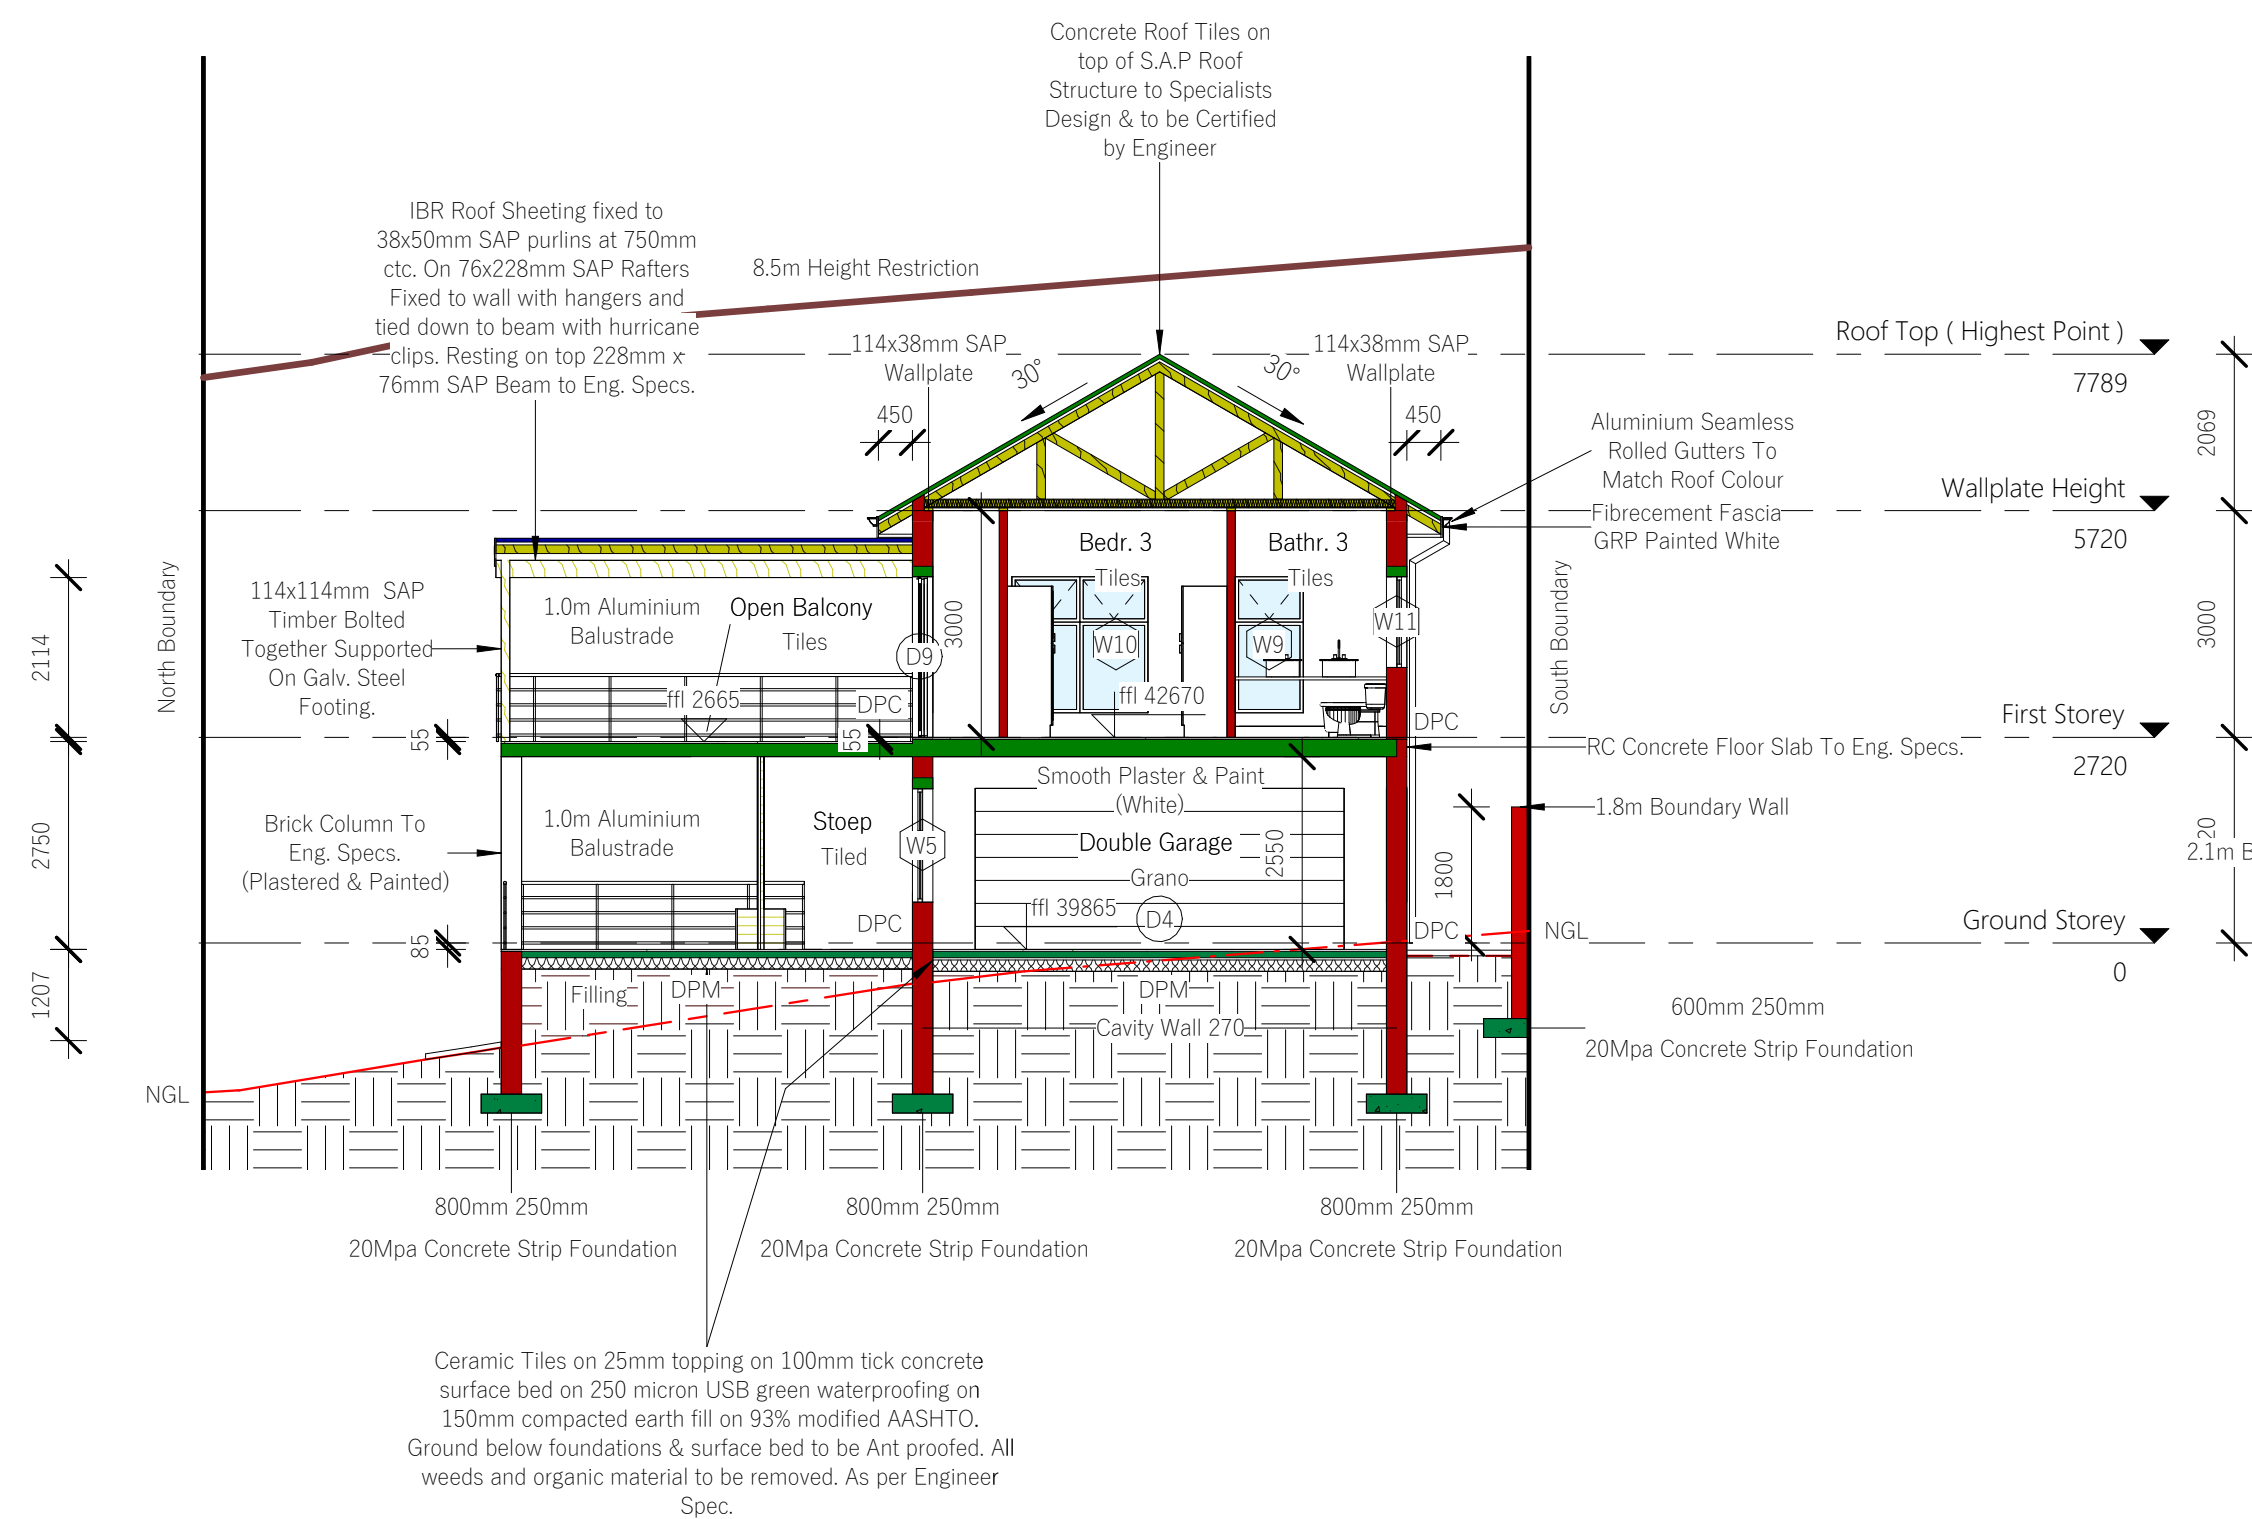 Concrete Roof Tiles on
top of S.A.P Roof
Structure to Specialists
Design & to be Certified
by Engineer
IBR Roof Sheeting fixed to
38x50mm SAP purlins at 750mm
ctc. On 76x228mm SAP Rafters
Fixed to wall with hangers and
tied down to beam with hurricane
clips. Resting on top 228mm x
76mm SAP Beam to Eng. Specs.
8.5m Height Restriction
114x38mm SAP
Wallplate
30°
30°
114x38mm SAP
Wallplate
450
450
Roof Top ( Highest Point )
7789
2069
Aluminium Seamless
Rolled Gutters To
Match Roof Colour
Fibrecement Fascia
GRP Painted White
Wallplate Height
5720
North Boundary
South Boundary
114x114mm SAP
Timber Bolted
Together Supported
On Galv. Steel
Footing.
2114
1.0m Aluminium
Balustrade
Open Balcony
Tiles
D9
3000
Bedr. 3
Tiles
Bathr. 3
Tiles
W10
W9
W11
3000
ffl 2665
DPC
ffl 42670
DPC
55
55
First Storey
2720
RC Concrete Floor Slab To Eng. Specs.
Smooth Plaster & Paint
(White)
1.8m Boundary Wall
Brick Column To
Eng. Specs.
(Plastered & Painted)
2750
1.0m Aluminium
Balustrade
Stoep
Tiled
W5
Double Garage
Grano
2550
1800
20
2.1m B
ffl 39865
D4
DPC
DPC
NGL
85
Ground Storey
0
1207
Filling
DPM
DPM
Cavity Wall 270
600mm 250mm
20Mpa Concrete Strip Foundation
NGL
800mm 250mm
20Mpa Concrete Strip Foundation
800mm 250mm
20Mpa Concrete Strip Foundation
800mm 250mm
20Mpa Concrete Strip Foundation
Ceramic Tiles on 25mm topping on 100mm tick concrete
surface bed on 250 micron USB green waterproofing on
150mm compacted earth fill on 93% modified AASHTO.
Ground below foundations & surface bed to be Ant proofed. All
weeds and organic material to be removed. As per Engineer
Spec.